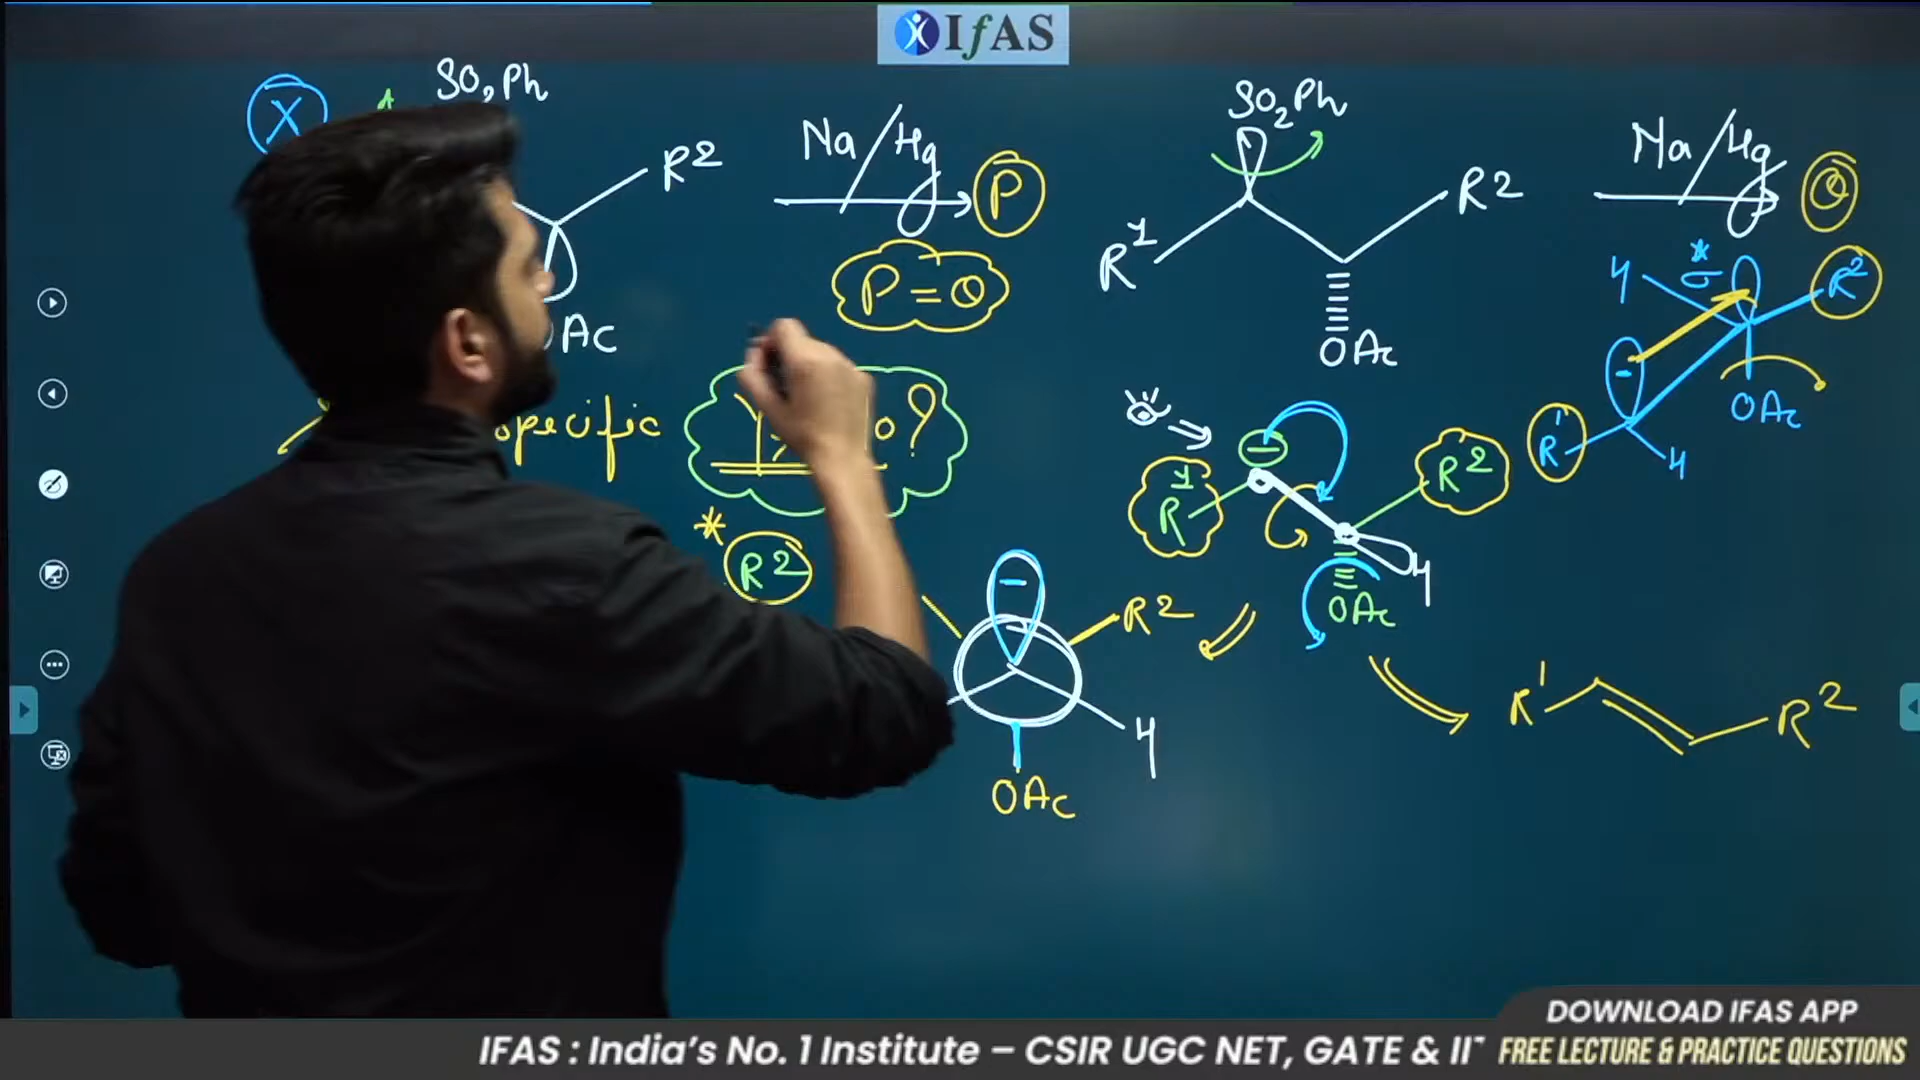 IfAS
X
SO2Ph
R2
Na/Hg
P
AC
P = Q
specific
SO2Ph
R1
R2
OAc
Na/Hg
Q
H
σ*
R2
R1
H
OAc
R1
R2
H
OAc
*
R2
−
R2
H
OAc
R1
R2
DOWNLOAD IFAS APP
IFAS : India's No. 1 Institute – CSIR UGC NET, GATE & II
FREE LECTURE & PRACTICE QUESTIONS